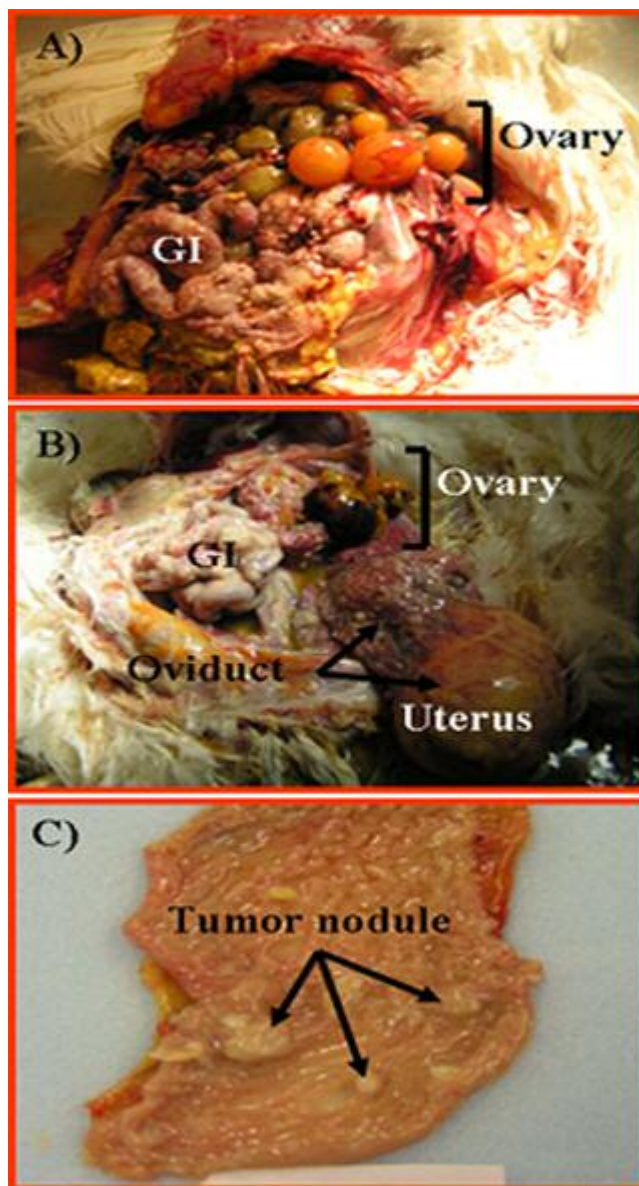 A)
Ovary
GI
B)
Ovary
GI
Oviduct
Uterus
C)
Tumor nodule